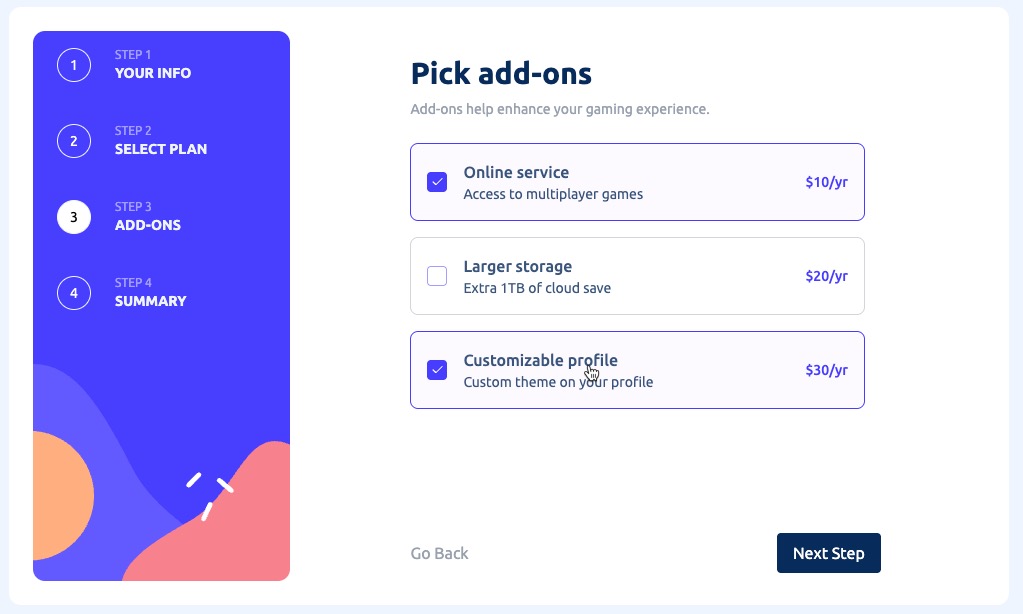 1
STEP 1
YOUR INFO
2
STEP 2
SELECT PLAN
3
STEP 3
ADD-ONS
4
STEP 4
SUMMARY
Pick add-ons
Add-ons help enhance your gaming experience.
Online service
Access to multiplayer games
$10/yr
Larger storage
Extra 1TB of cloud save
$20/yr
Customizable profile
Custom theme on your profile
$30/yr
Go Back
Next Step